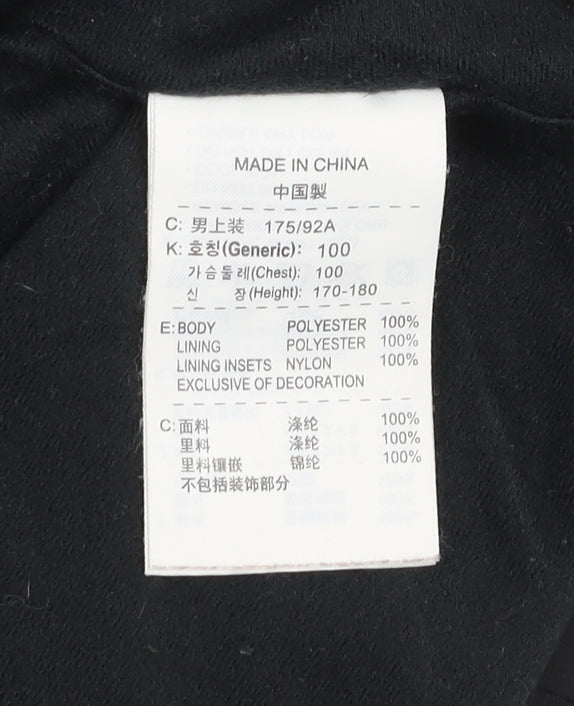 MADE IN CHINA
中国製
C: 男上装 175/92A
K: 호칭(Generic): 100
가슴둘레(Chest): 100
신 장(Height): 170-180
E: BODY POLYESTER 100%
LINING POLYESTER 100%
LINING INSETS NYLON 100%
EXCLUSIVE OF DECORATION
C: 面料 涤纶 100%
里料 涤纶 100%
里料镶嵌 锦纶 100%
不包括装饰部分